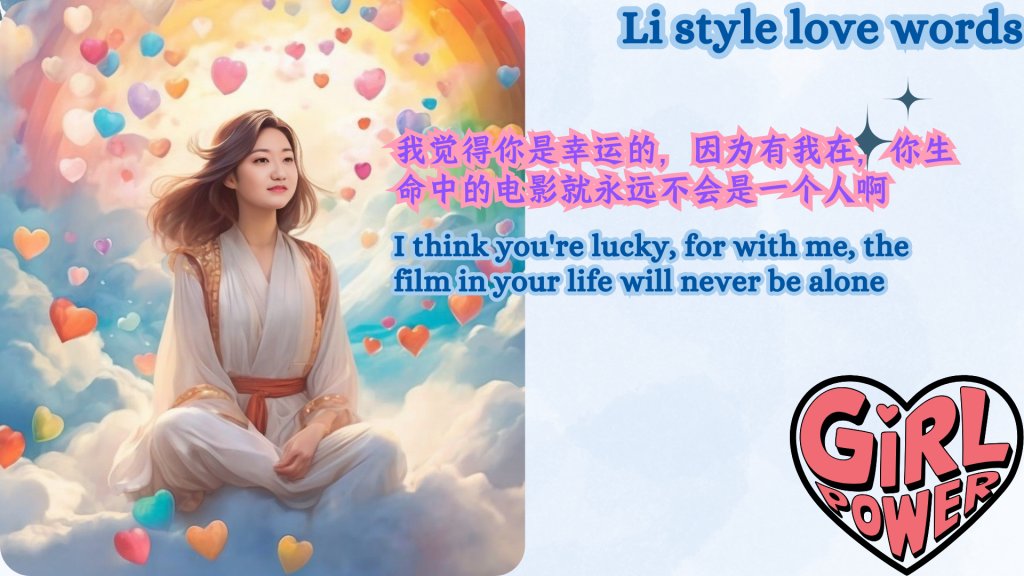 Li style love words
我觉得你是幸运的，因为有我在，你生
命中的电影就永远不会是一个人啊
I think you're lucky, for with me, the
film in your life will never be alone
GiRL
POWER